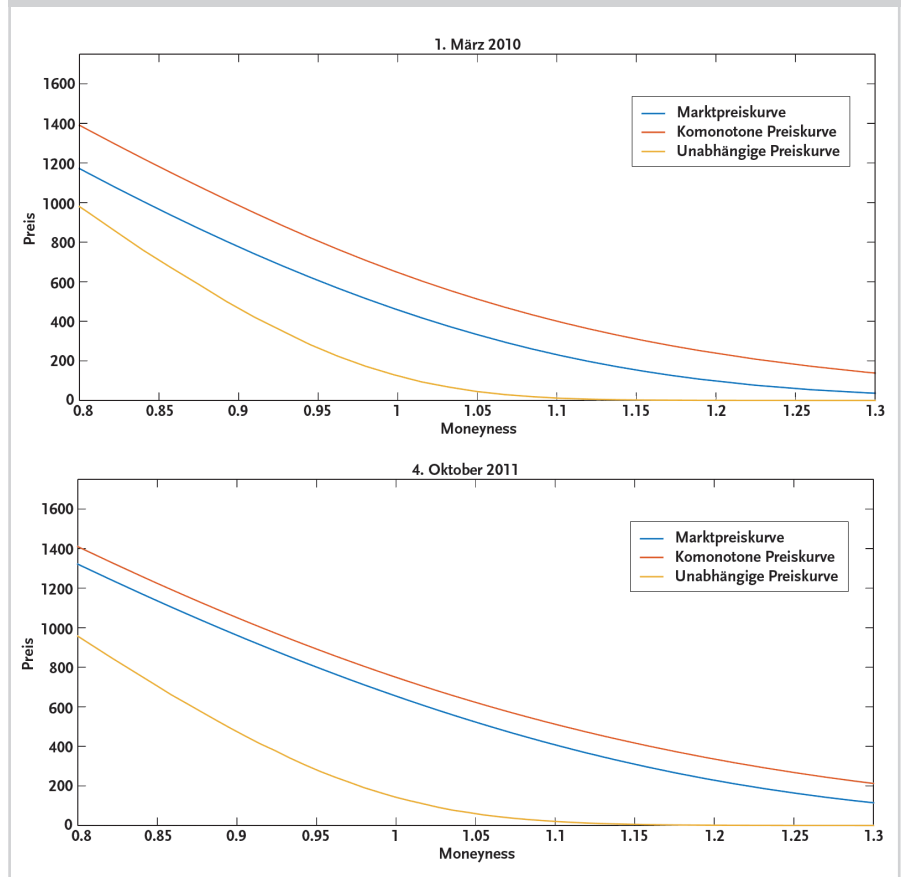 1. März 2010
1600
1400
1200
1000
800
600
400
200
0
Preis
Marktpreiskurve
Komonotone Preiskurve
Unabhängige Preiskurve
0.8 0.85 0.9 0.95 1 1.05 1.1 1.15 1.2 1.25 1.3
Moneyness
4. Oktober 2011
1600
1400
1200
1000
800
600
400
200
0
Preis
Marktpreiskurve
Komonotone Preiskurve
Unabhängige Preiskurve
0.8 0.85 0.9 0.95 1 1.05 1.1 1.15 1.2 1.25 1.3
Moneyness